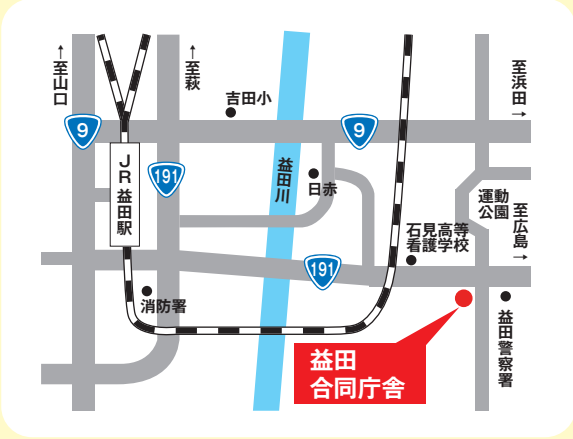 ←至山口
←至萩
吉田小
至浜田→
9
9
JR益田駅
191
益田川
日赤
運動
公園
至広島→
石見高等
看護学校
191
消防署
益田
合同庁舎
益田警察署